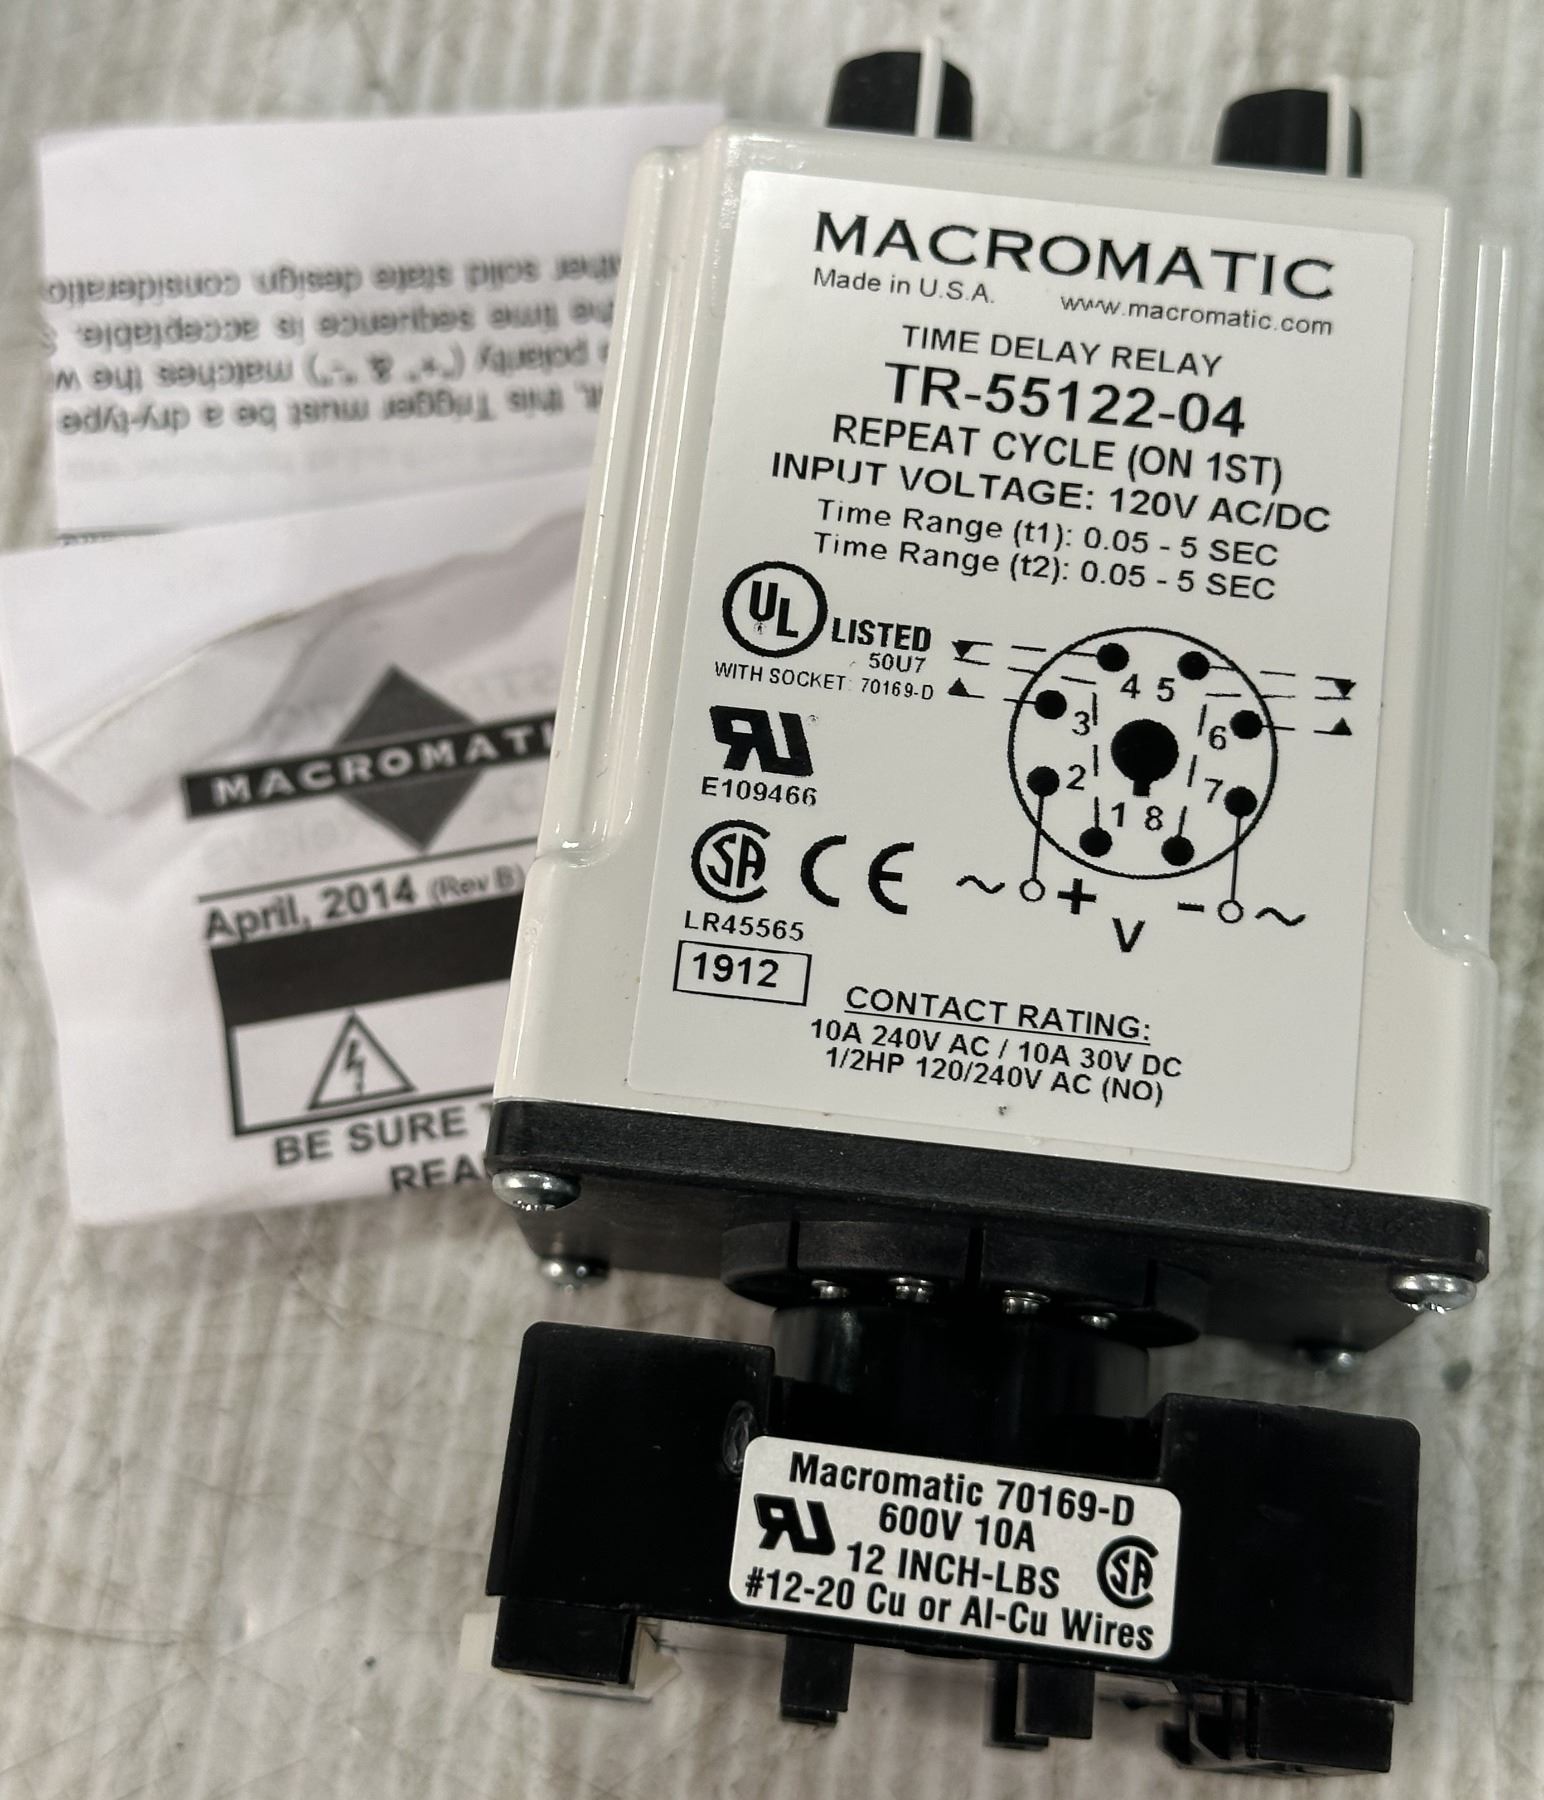 MACROMATIC
Made in U.S.A.
www.macromatic.com
TIME DELAY RELAY
TR-55122-04
REPEAT CYCLE (ON 1ST)
INPUT VOLTAGE: 120V AC/DC
Time Range (t1): 0.05 - 5 SEC
Time Range (t2): 0.05 - 5 SEC
UL LISTED
50U7
WITH SOCKET: 70169-D
4 5
3 6
2 7
1 8
~ + V - ~
E109466
CE
LR45565
1912
CONTACT RATING:
10A 240V AC / 10A 30V DC
1/2HP 120/240V AC (NO)
Macromatic 70169-D
600V 10A
12 INCH-LBS
#12-20 Cu or Al-Cu Wires
this Trigger must be a dry-type
polarity ("+" & "-") matches the
time sequence is acceptable.
solid state design
April, 2014 (Rev B)
BE SURE